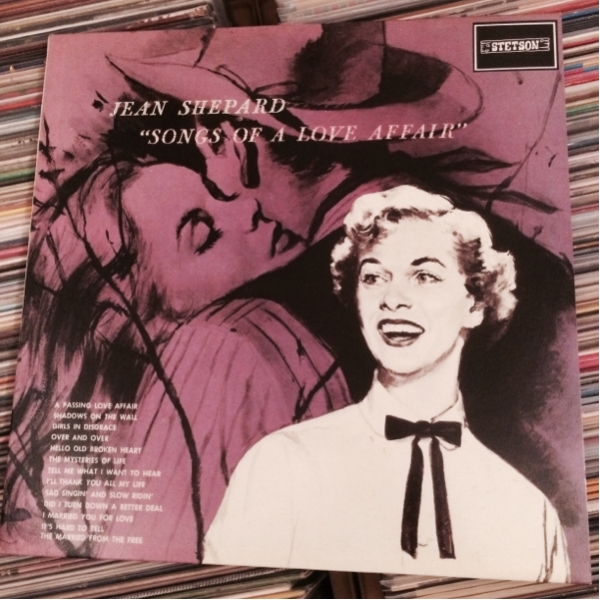 STETSON
JEAN SHEPARD
"SONGS OF A LOVE AFFAIR"
A PASSING LOVE AFFAIR
SHADOWS ON THE WALL
GIRLS IN DISGRACE
OVER AND OVER
HELLO OLD BROKEN HEART
THE MYSTERIES OF LIFE
TELL ME WHAT I WANT TO HEAR
I'LL THANK YOU ALL MY LIFE
SAD SINGIN' AND SLOW RIDIN'
DID I TURN DOWN A BETTER DEAL
I MARRIED YOU FOR LOVE
IT'S HARD TO TELL
THE MARRIED FROM THE FREE